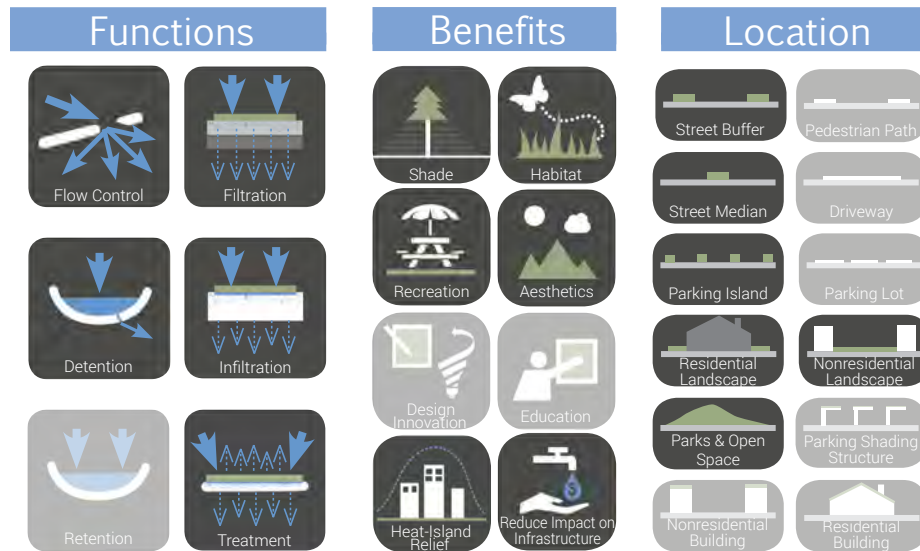 Functions
Benefits
Location
Flow Control
Filtration
Detention
Infiltration
Retention
Treatment
Shade
Habitat
Recreation
Aesthetics
Design
Innovation
Education
Heat-Island
Relief
Reduce Impact on
Infrastructure
$
Street Buffer
Pedestrian Path
Street Median
Driveway
Parking Island
Parking Lot
Residential
Landscape
Nonresidential
Landscape
Parks & Open
Space
Parking Shading
Structure
Nonresidential
Building
Residential
Building